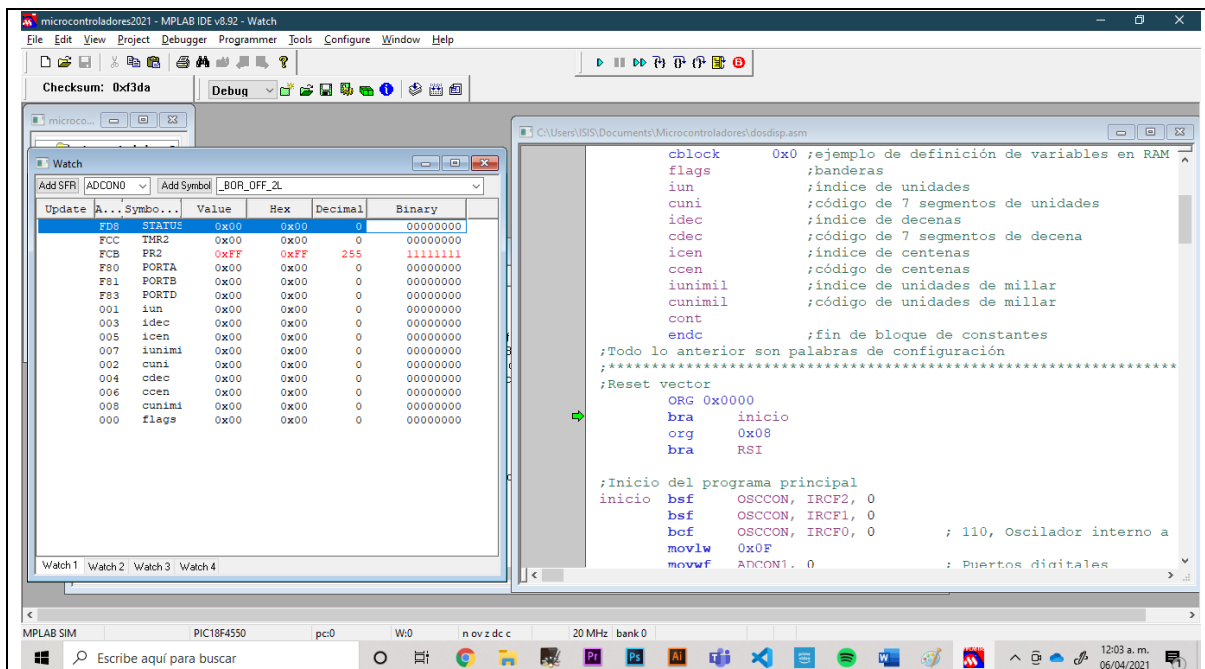 microcontroladores2021 - MPLAB IDE v8.92 - Watch
File Edit View Project Debugger Programmer Tools Configure Window Help
Checksum: 0xf3da
Debug
microco...
C:\Users\ISIS\Documents\Microcontroladores\dosdisp.asm
Watch
Add SFR ADCON0 Add Symbol _BOR_OFF_2L
Update A... Symbo... Value Hex Decimal Binary
FD8 STATUS 0x00 0x00 0 00000000
FCC TMR2 0x00 0x00 0 00000000
FCB PR2 0xFF 0xFF 255 11111111
F80 PORTA 0x00 0x00 0 00000000
F81 PORTB 0x00 0x00 0 00000000
F83 PORTD 0x00 0x00 0 00000000
001 iun 0x00 0x00 0 00000000
003 idec 0x00 0x00 0 00000000
005 icen 0x00 0x00 0 00000000
007 iunimi 0x00 0x00 0 00000000
002 cuni 0x00 0x00 0 00000000
004 cdec 0x00 0x00 0 00000000
006 ccen 0x00 0x00 0 00000000
008 cunimi 0x00 0x00 0 00000000
000 flags 0x00 0x00 0 00000000
Watch 1 Watch 2 Watch 3 Watch 4
cblock 0x0 ;ejemplo de definición de variables en RAM
flags ;banderas
iun ;índice de unidades
cuni ;código de 7 segmentos de unidades
idec ;índice de decenas
cdec ;código de 7 segmentos de decena
icen ;índice de centenas
ccen ;código de centenas
iunimil ;índice de unidades de millar
cunimil ;código de unidades de millar
cont
endc ;fin de bloque de constantes
;Todo lo anterior son palabras de configuración
;*****************************************************************
;Reset vector
ORG 0x0000
bra inicio
org 0x08
bra RSI
;Inicio del programa principal
inicio bsf OSCCON, IRCF2, 0
bsf OSCCON, IRCF1, 0
bcf OSCCON, IRCF0, 0 ; 110, Oscilador interno a
movlw 0x0F
movwf ADCON1, 0 ; Puertos digitales
MPLAB SIM PIC18F4550 pc:0 W:0 n ov z dc c 20 MHz bank 0
Escribe aquí para buscar
Pr Ps Ai
12:03 a. m.
06/04/2021